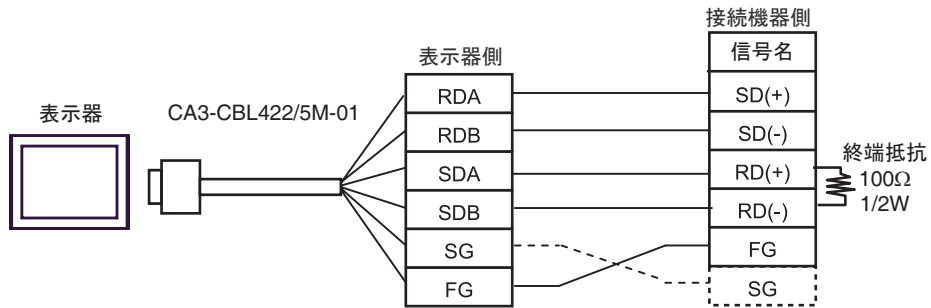 接続機器側
表示器側
信号名
表示器
CA3-CBL422/5M-01
RDA
SD(+)
RDB
SD(-)
終端抵抗
SDA
RD(+)
100Ω
SDB
RD(-)
1/2W
SG
FG
FG
SG